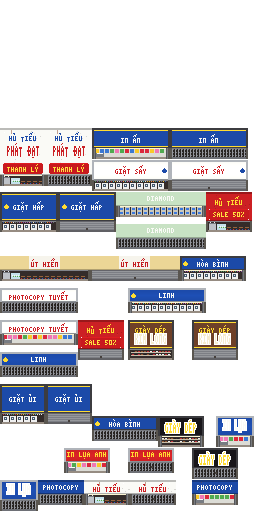 HỦ TIẾU HỦ TIẾU
PHÁT ĐẠT PHÁT ĐẠT
THANH LÝ THANH LÝ
IN ẤN IN ẤN
GIẶT SẤY GIẶT SẤY
GIẶT HẤP GIẶT HẤP
DIAMOND
DIAMOND
HỦ TIẾU
SALE 50%
ÚT HIỀN ÚT HIỀN
HÒA BÌNH
PHOTOCOPY TUYẾT
LINH
PHOTOCOPY TUYẾT
LINH
HỦ TIẾU
SALE 50%
GIÀY DÉP GIÀY DÉP
GIẶT ỦI GIẶT ỦI
HÒA BÌNH
IN LỤA ANH IN LỤA ANH
PHOTOCOPY
HỦ TIẾU HỦ TIẾU
PHOTOCOPY